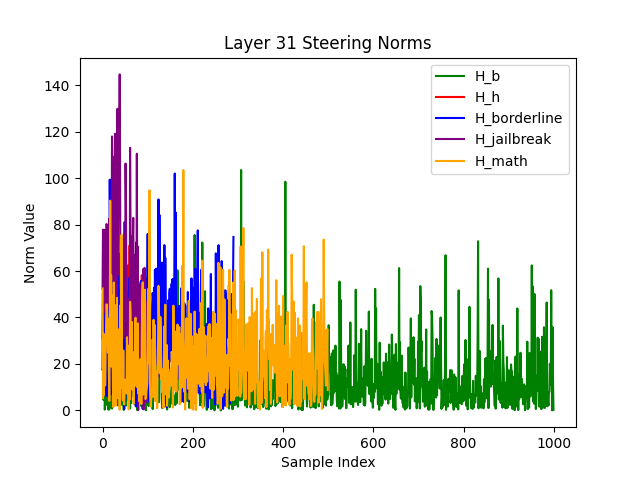 Layer 31 Steering Norms
H_b
H_h
H_borderline
H_jailbreak
H_math
Norm Value
140
120
100
80
60
40
20
0
0 200 400 600 800 1000
Sample Index